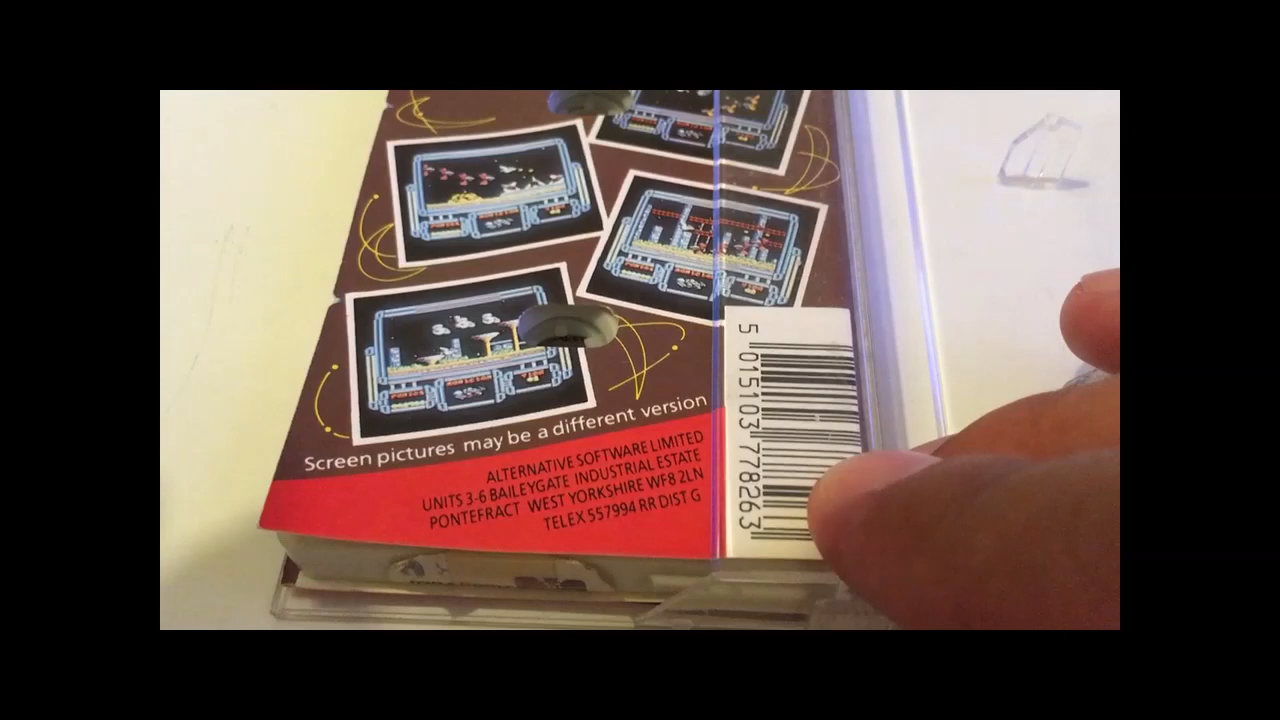 Screen pictures may be a different version
ALTERNATIVE SOFTWARE LIMITED
UNITS 3-6 BAILEYGATE INDUSTRIAL ESTATE
PONTEFRACT WEST YORKSHIRE WF8 2LN
TELEX 557994 RR DIST G
5 015103 778263